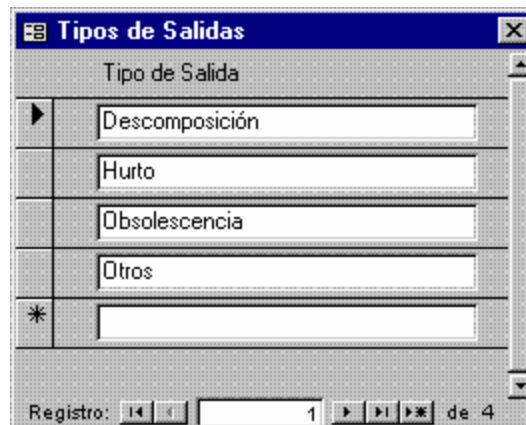 Tipos de Salidas
Tipo de Salida
Descomposición
Hurto
Obsolescencia
Otros
Registro: 1 de 4